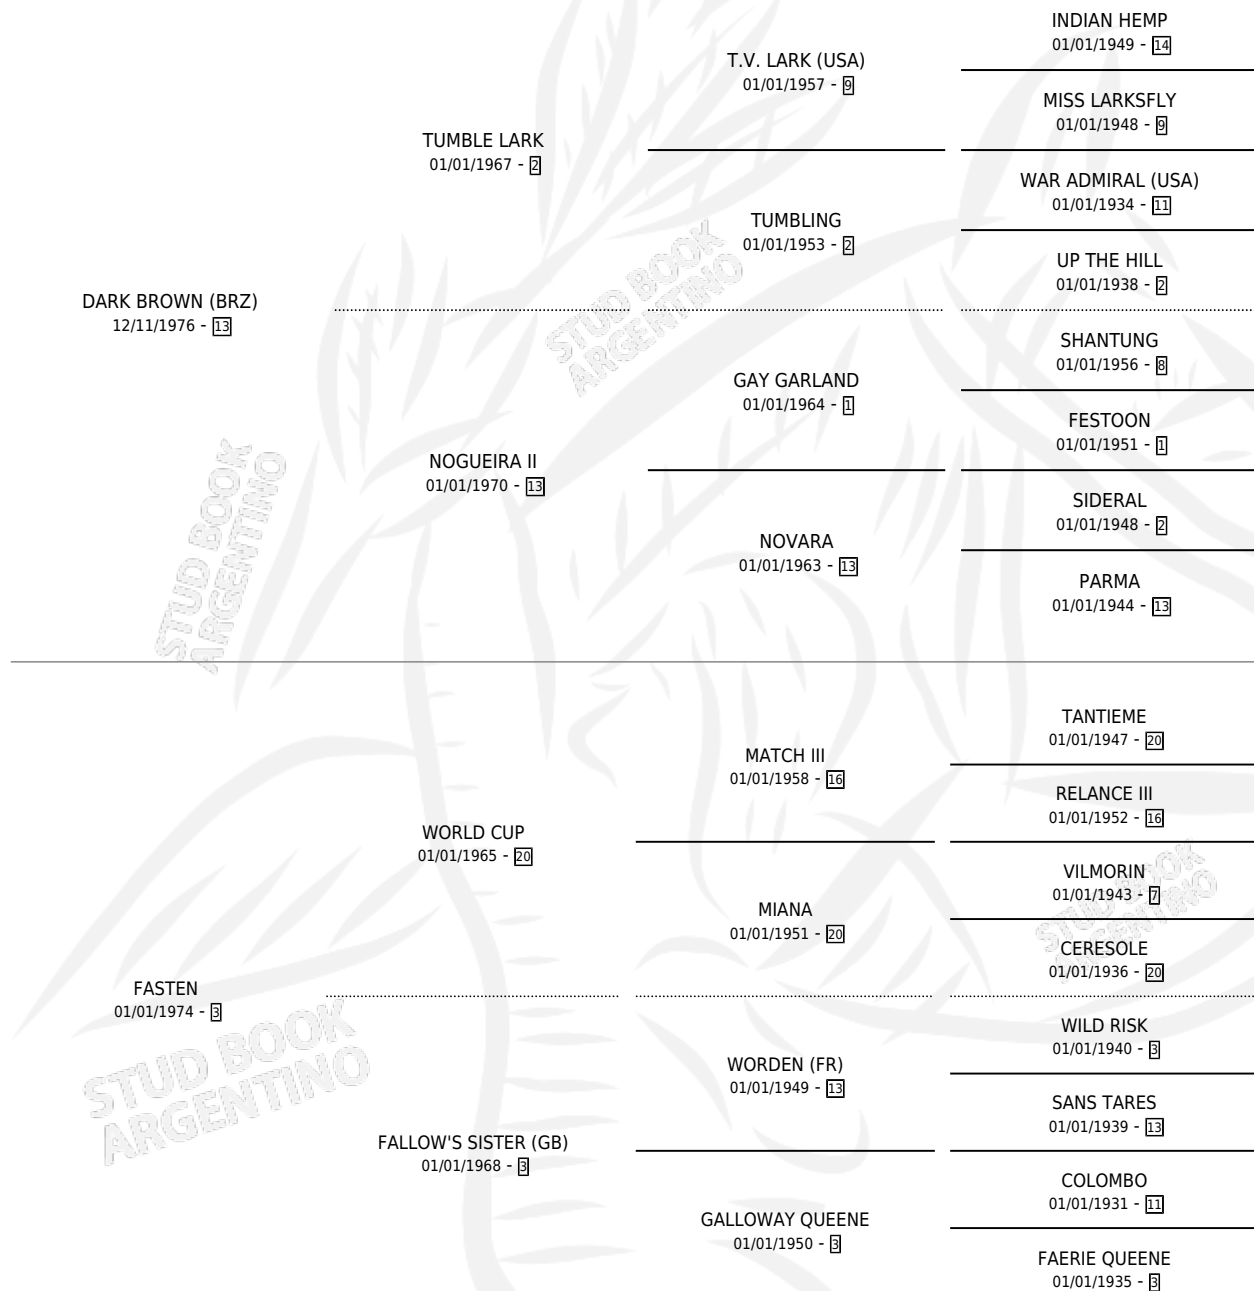 INDIAN HEMP
01/01/1949 - 14
T.V. LARK (USA)
01/01/1957 - 9
MISS LARKSFLY
01/01/1948 - 9
TUMBLE LARK
01/01/1967 - 2
WAR ADMIRAL (USA)
01/01/1934 - 11
TUMBLING
01/01/1953 - 2
UP THE HILL
01/01/1938 - 2
DARK BROWN (BRZ)
12/11/1976 - 13
STUD BOOK
ARGENTINO
SHANTUNG
01/01/1956 - 8
GAY GARLAND
01/01/1964 - 1
FESTOON
01/01/1951 - 1
NOGUEIRA II
01/01/1970 - 13
SIDERAL
01/01/1948 - 2
NOVARA
01/01/1963 - 13
PARMA
01/01/1944 - 13
STUD BOOK
ARGENTINO
TANTIEME
01/01/1947 - 20
MATCH III
01/01/1958 - 16
RELANCE III
01/01/1952 - 16
WORLD CUP
01/01/1965 - 20
VILMORIN
01/01/1943 - 7
MIANA
01/01/1951 - 20
STUD BOOK
ARGENTINO
CERESOLE
01/01/1936 - 20
FASTEN
01/01/1974 - 3
WILD RISK
01/01/1940 - 3
STUD BOOK
ARGENTINO
WORDEN (FR)
01/01/1949 - 13
SANS TARES
01/01/1939 - 13
FALLOW'S SISTER (GB)
01/01/1968 - 3
COLOMBO
01/01/1931 - 11
GALLOWAY QUEENE
01/01/1950 - 3
FAERIE QUEENE
01/01/1935 - 3